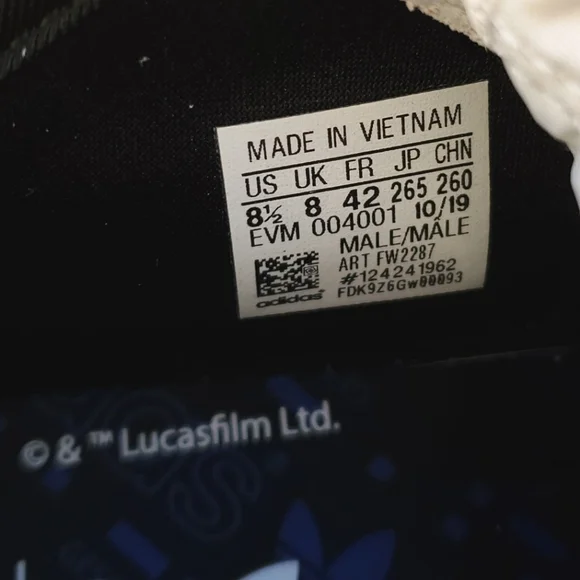 MADE IN VIETNAM
US UK FR JP CHN
8½ 8 42 265 260
EVM 004001 10/19
MALE/MÂLE
ART FW2287
#124241962
FDK9Z6GW00093
adidas
© & ™ Lucasfilm Ltd.